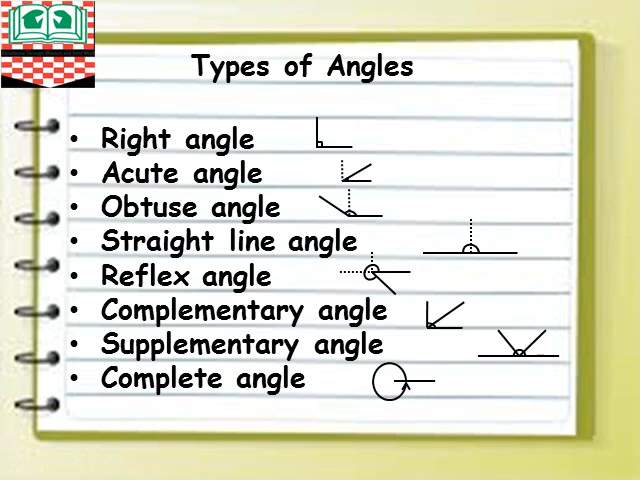 Types of Angles
• Right angle
• Acute angle
• Obtuse angle
• Straight line angle
• Reflex angle
• Complementary angle
• Supplementary angle
• Complete angle